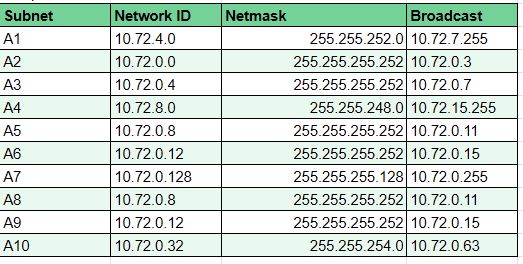 Subnet Network ID Netmask Broadcast
A1 10.72.4.0 255.255.252.0 10.72.7.255
A2 10.72.0.0 255.255.255.252 10.72.0.3
A3 10.72.0.4 255.255.255.252 10.72.0.7
A4 10.72.8.0 255.255.248.0 10.72.15.255
A5 10.72.0.8 255.255.255.252 10.72.0.11
A6 10.72.0.12 255.255.255.252 10.72.0.15
A7 10.72.0.128 255.255.255.128 10.72.0.255
A8 10.72.0.8 255.255.255.252 10.72.0.11
A9 10.72.0.12 255.255.255.252 10.72.0.15
A10 10.72.0.32 255.255.254.0 10.72.0.63